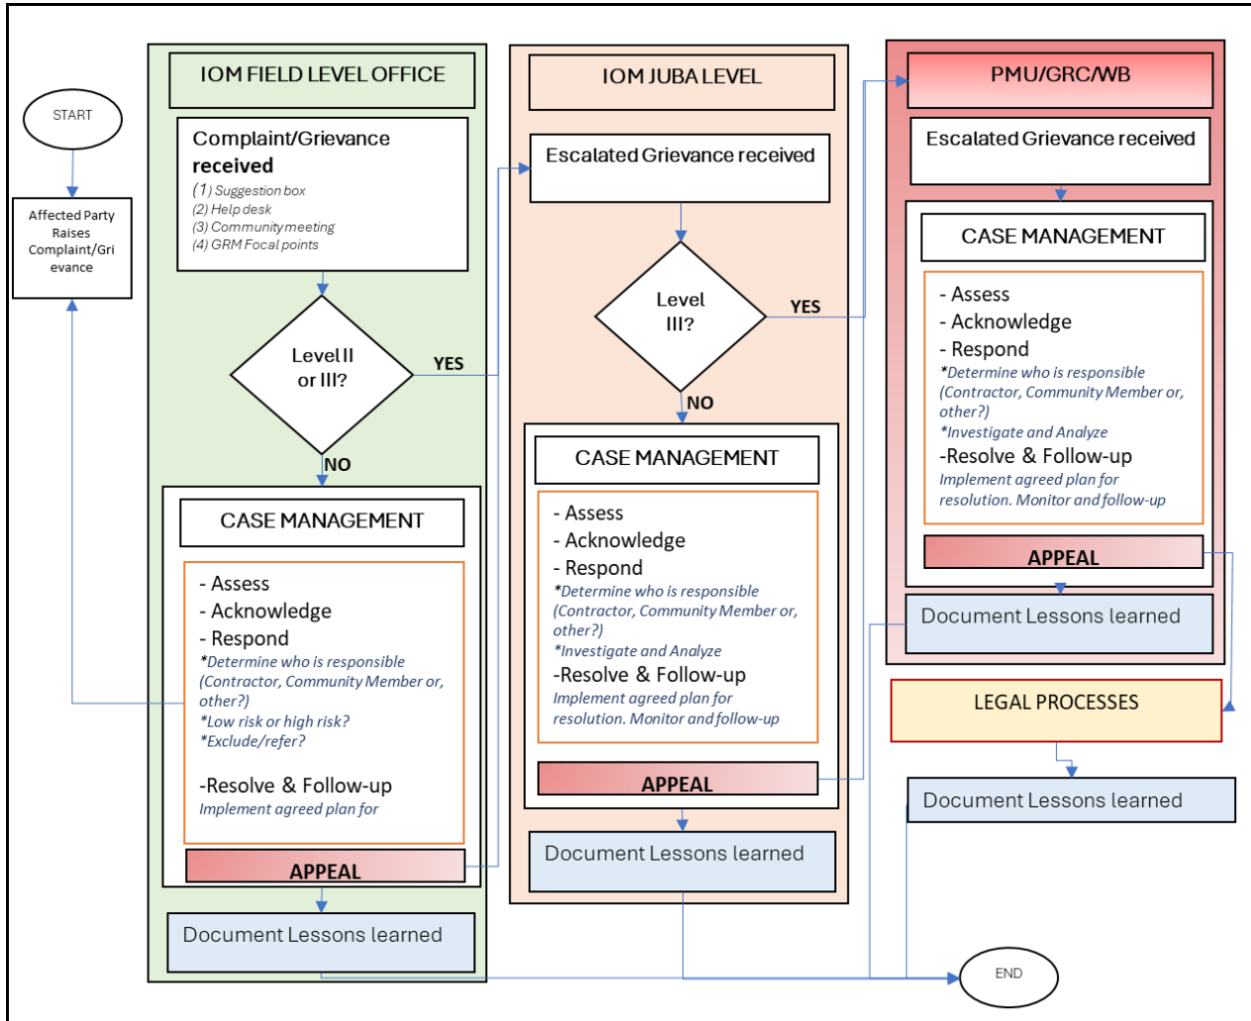 START
Affected Party
Raises
Complaint/Gri
evance
IOM FIELD LEVEL OFFICE
Complaint/Grievance
received
(1) Suggestion box
(2) Help desk
(3) Community meeting
(4) GRM Focal points
Level II
or III?
YES
NO
CASE MANAGEMENT
- Assess
- Acknowledge
- Respond
*Determine who is responsible
(Contractor, Community Member or,
other?)
*Low risk or high risk?
*Exclude/refer?
-Resolve & Follow-up
Implement agreed plan for
APPEAL
Document Lessons learned
IOM JUBA LEVEL
Escalated Grievance received
Level
III?
YES
NO
CASE MANAGEMENT
- Assess
- Acknowledge
- Respond
*Determine who is responsible
(Contractor, Community Member or,
other?)
*Investigate and Analyze
-Resolve & Follow-up
Implement agreed plan for
resolution. Monitor and follow-up
APPEAL
Document Lessons learned
PMU/GRC/WB
Escalated Grievance received
CASE MANAGEMENT
- Assess
- Acknowledge
- Respond
*Determine who is responsible
(Contractor, Community Member or,
other?)
*Investigate and Analyze
-Resolve & Follow-up
Implement agreed plan for
resolution. Monitor and follow-up
APPEAL
Document Lessons learned
LEGAL PROCESSES
Document Lessons learned
END